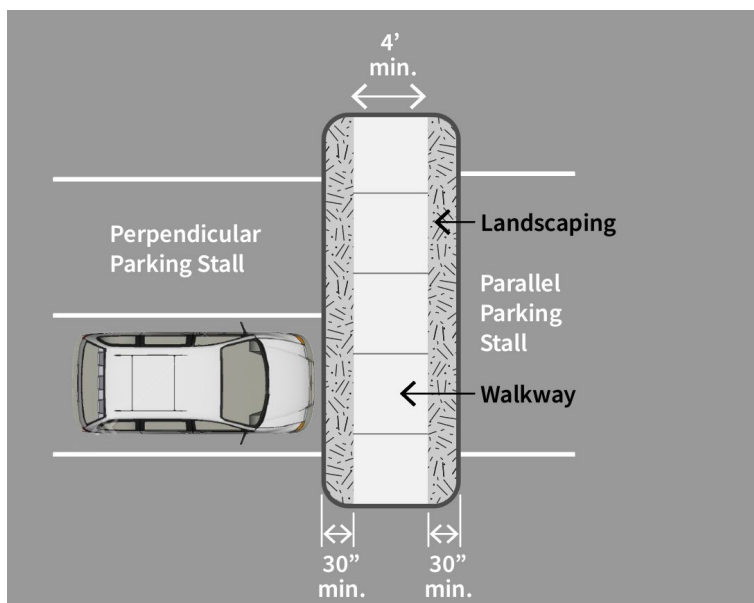 4’
min.
Perpendicular
Parking Stall
Landscaping
Parallel
Parking
Stall
Walkway
30”
min.
30”
min.